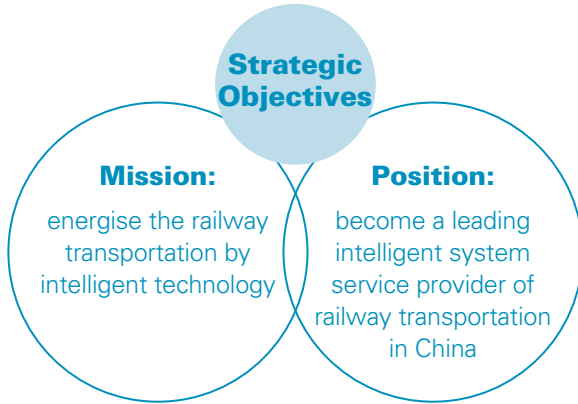 Strategic
Objectives
Mission:
energise the railway
transportation by
intelligent technology
Position:
become a leading
intelligent system
service provider of
railway transportation
in China